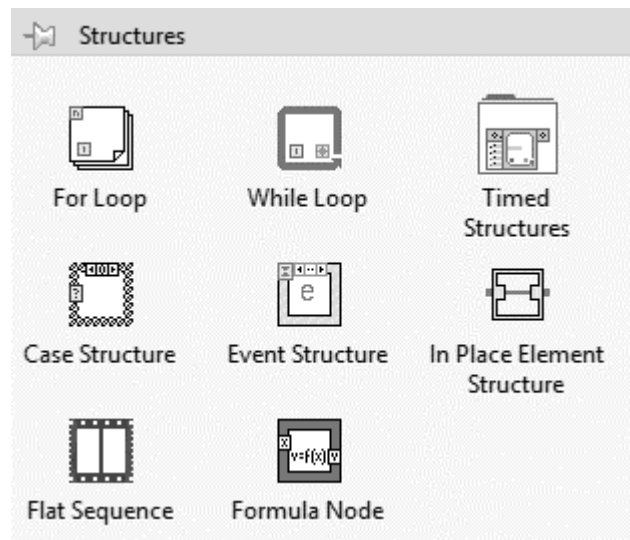 Structures
For Loop
While Loop
Timed
Structures
Case Structure
Event Structure
In Place Element
Structure
Flat Sequence
Formula Node